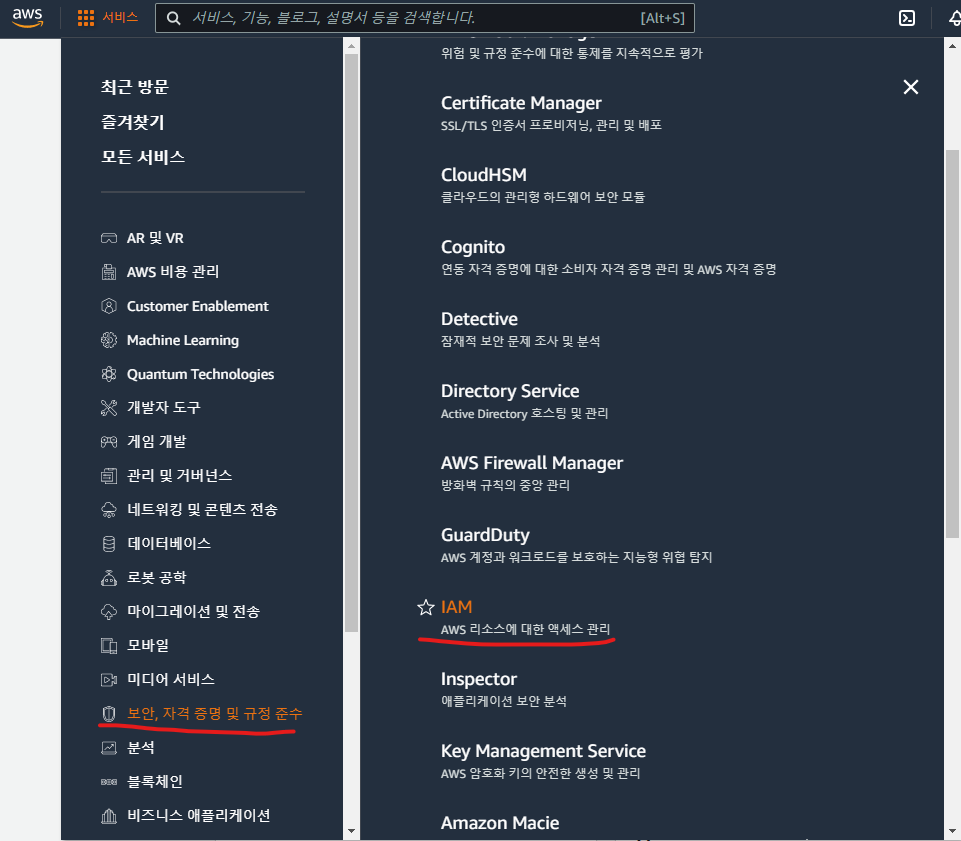 aws
서비스
서비스, 기능, 블로그, 설명서 등을 검색합니다.
[Alt+S]
최근 방문
즐겨찾기
모든 서비스
AR 및 VR
AWS 비용 관리
Customer Enablement
Machine Learning
Quantum Technologies
개발자 도구
게임 개발
관리 및 거버넌스
네트워킹 및 콘텐츠 전송
데이터베이스
로봇 공학
마이그레이션 및 전송
모바일
미디어 서비스
보안, 자격 증명 및 규정 준수
분석
블록체인
비즈니스 애플리케이션
위험 및 규정 준수에 대한 통제를 지속적으로 평가
Certificate Manager
SSL/TLS 인증서 프로비저닝, 관리 및 배포
CloudHSM
클라우드의 관리형 하드웨어 보안 모듈
Cognito
연동 자격 증명에 대한 소비자 자격 증명 관리 및 AWS 자격 증명
Detective
잠재적 보안 문제 조사 및 분석
Directory Service
Active Directory 호스팅 및 관리
AWS Firewall Manager
방화벽 규칙의 중앙 관리
GuardDuty
AWS 계정과 워크로드를 보호하는 지능형 위협 탐지
IAM
AWS 리소스에 대한 액세스 관리
Inspector
애플리케이션 보안 분석
Key Management Service
AWS 암호화 키의 안전한 생성 및 관리
Amazon Macie